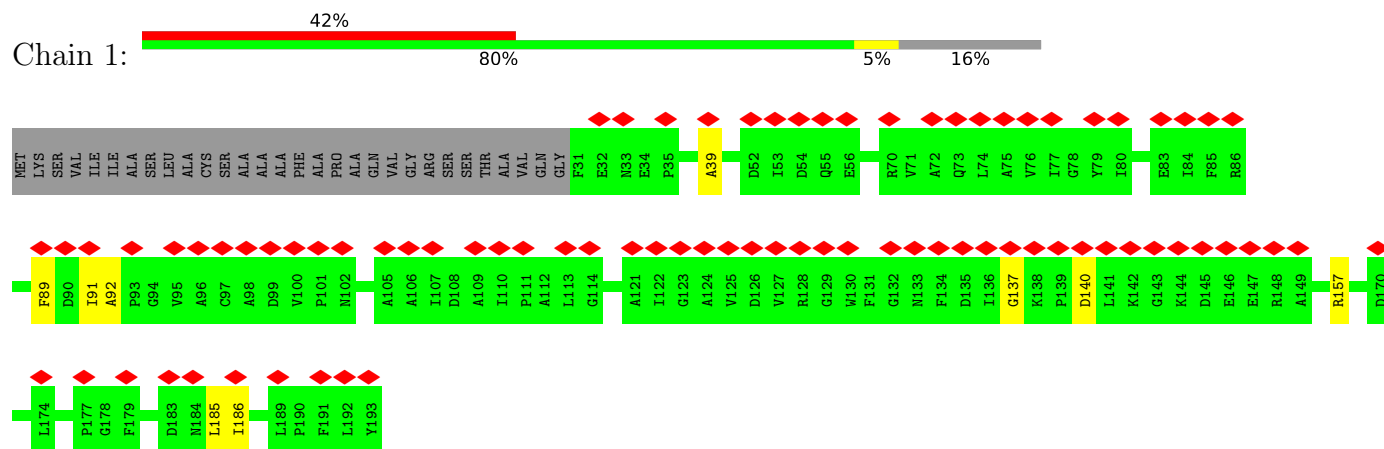 42%
Chain 1:
80% 5% 16%
MET LYS SER VAL ILE ILE ALA SER LEU ALA CYS SER ALA ALA ALA PHE ALA PRO ALA GLN VAL GLY ARG SER SER THR ALA VAL GLN GLY F31 E32 N33 E34 P35 A39 D52 I53 D54 Q55 E56 R70 V71 A72 Q73 L74 A75 V76 I77 G78 Y79 I80 E83 I84 F85 R86
F89 D90 I91 A92 P93 G94 V95 A96 C97 A98 D99 V100 P101 N102 A105 A106 I107 D108 A109 I110 P111 A112 L113 G114 A121 I122 G123 A124 V125 D126 V127 R128 G129 W130 F131 G132 N133 F134 D135 I136 G137 K138 P139 D140 L141 K142 G143 K144 D145 E146 E147 R148 A149 R157 D170
L174 P177 G178 F179 D183 N184 L185 I186 L189 P190 F191 L192 Y193